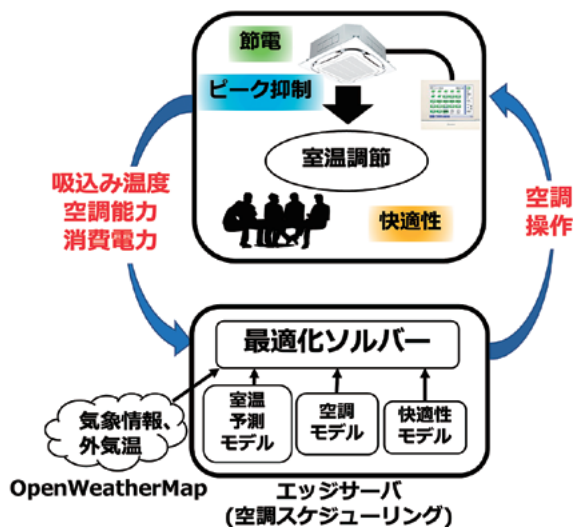 節電
ピーク抑制
室温調節
快適性
吸込み温度
空調能力
消費電力
空調
操作
最適化ソルバー
気象情報、
外気温
室温
予測
モデル
空調
モデル
快適性
モデル
OpenWeatherMap
エッジサーバ
(空調スケジューリング)